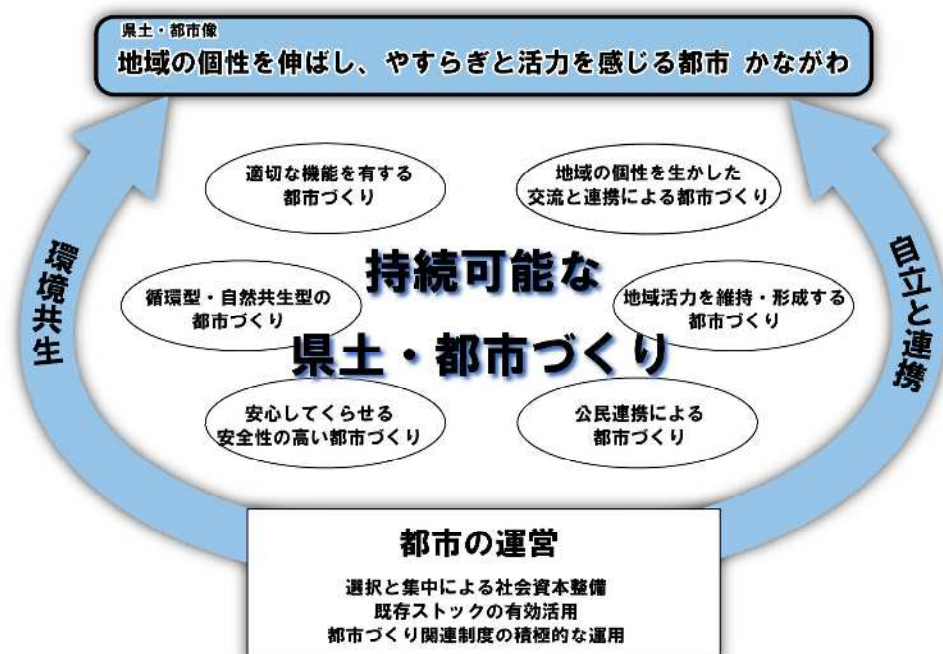 県土・都市像
地域の個性を伸ばし、やすらぎと活力を感じる都市 かながわ
適切な機能を有する
都市づくり
地域の個性を生かした
交流と連携による都市づくり
環境共生
持続可能な
自立と連携
循環型・自然共生型の
都市づくり
地域活力を維持・形成する
都市づくり
県土・都市づくり
安心してくらせる
安全性の高い都市づくり
公民連携による
都市づくり
都市の運営
選択と集中による社会資本整備
既存ストックの有効活用
都市づくり関連制度の積極的な運用